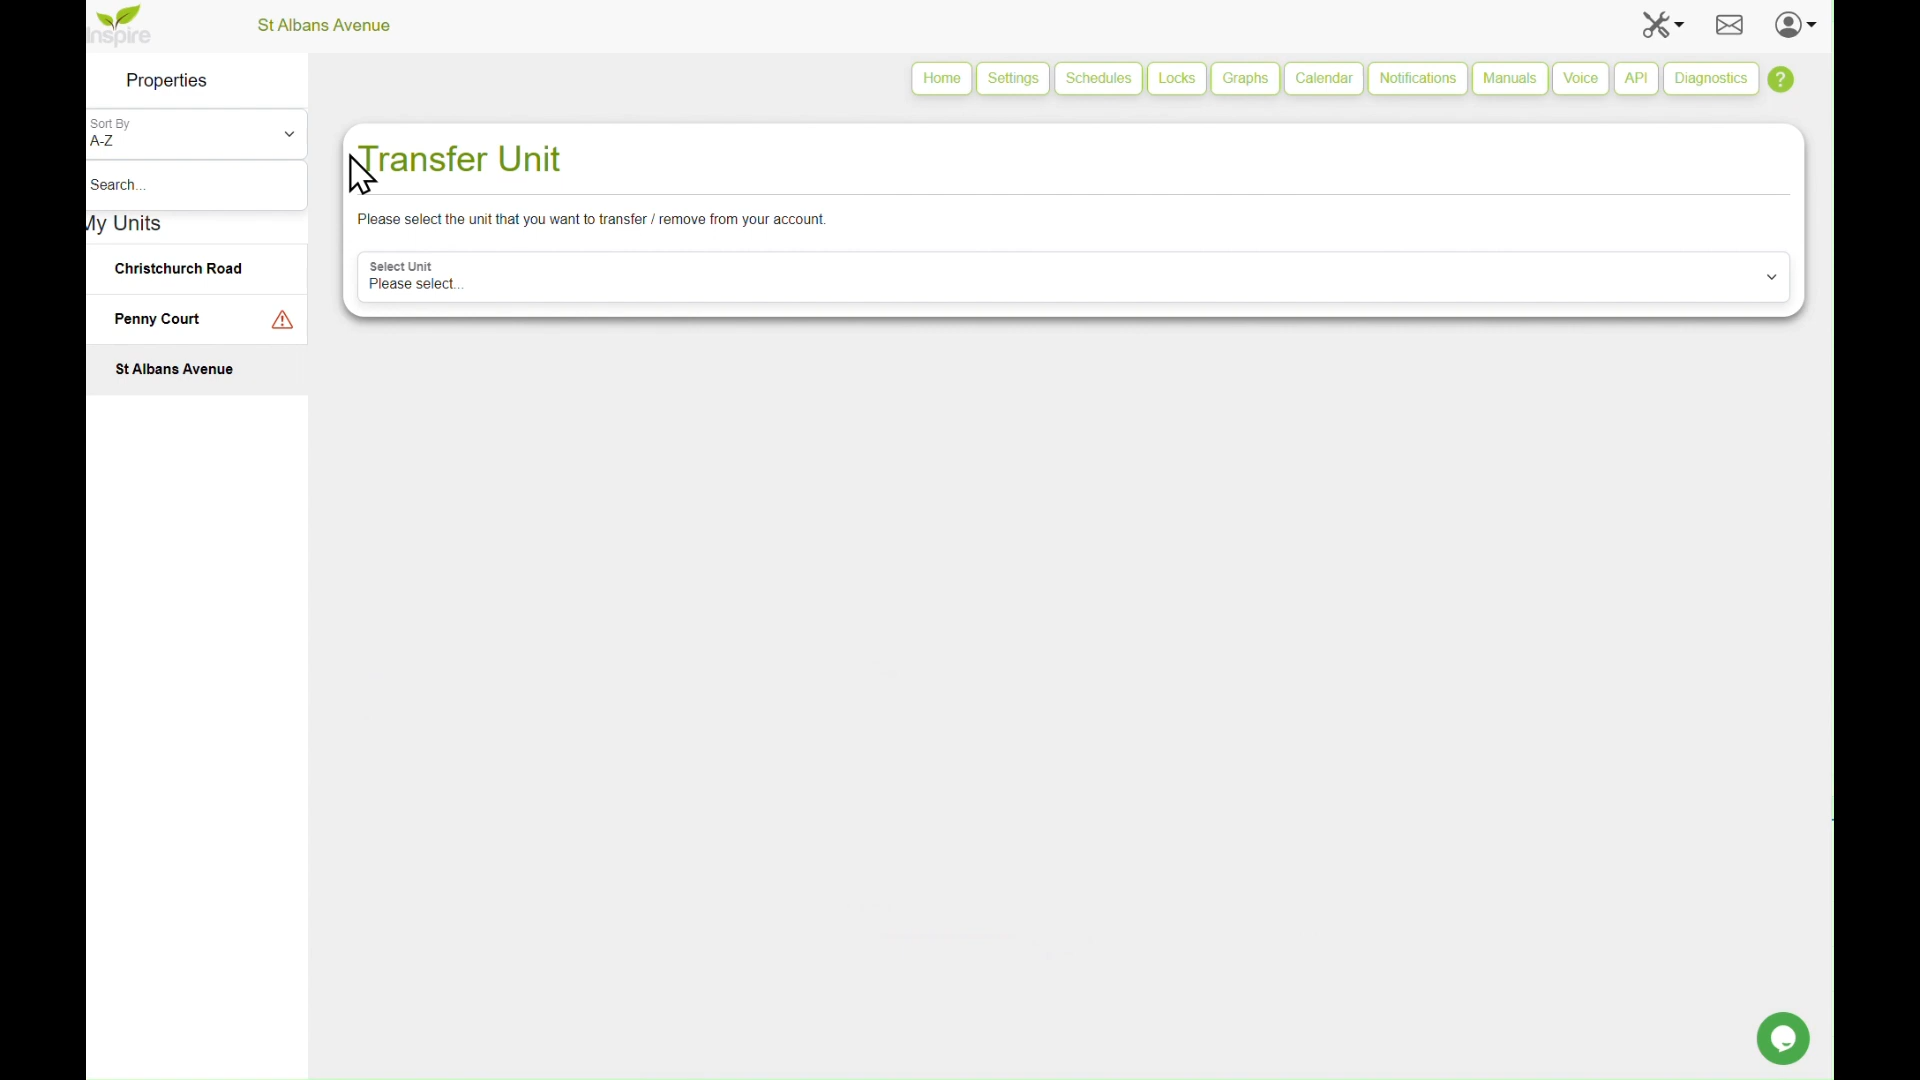 Inspire
St Albans Avenue
Properties
Home Settings Schedules Locks Graphs Calendar Notifications Manuals Voice API Diagnostics ?
Sort By
A-Z
Search...
My Units
Christchurch Road
Penny Court
St Albans Avenue
Transfer Unit
Please select the unit that you want to transfer / remove from your account.
Select Unit
Please select...